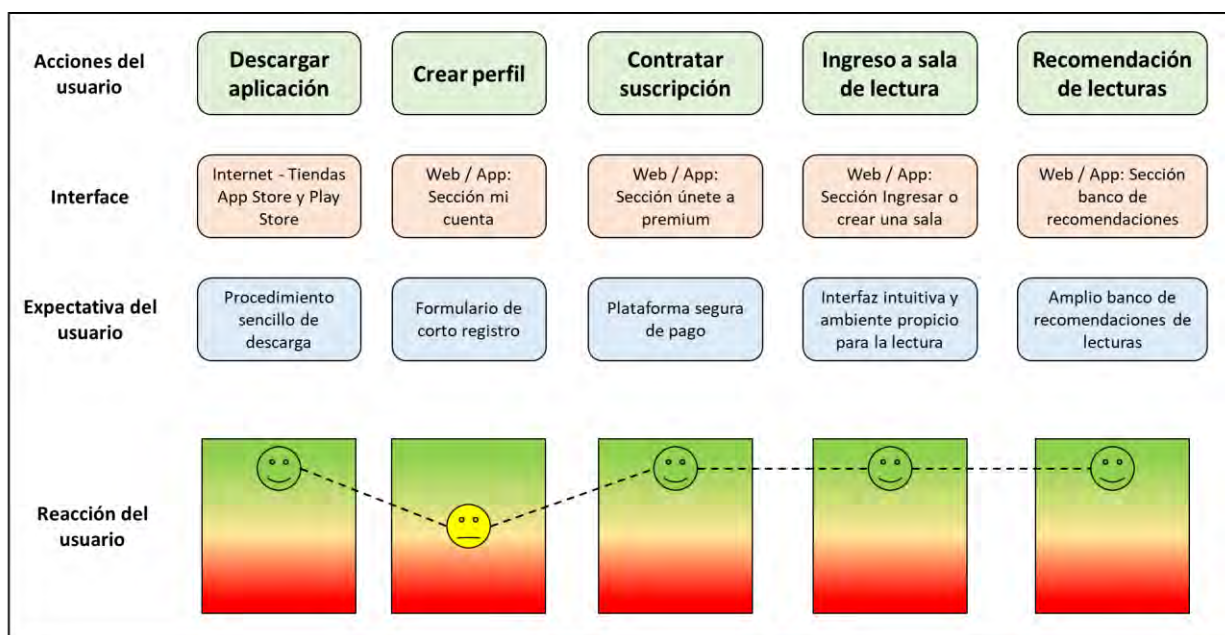 Acciones del
usuario
Descargar
aplicación
Crear perfil
Contratar
suscripción
Ingreso a sala
de lectura
Recomendación
de lecturas
Interface
Internet - Tiendas
App Store y Play
Store
Web / App:
Sección mi
cuenta
Web / App:
Sección únete a
premium
Web / App:
Sección Ingresar o
crear una sala
Web / App: Sección
banco de
recomendaciones
Expectativa del
usuario
Procedimiento
sencillo de
descarga
Formulario de
corto registro
Plataforma segura
de pago
Interfaz intuitiva y
ambiente propicio
para la lectura
Amplio banco de
recomendaciones de
lecturas
Reacción del
usuario